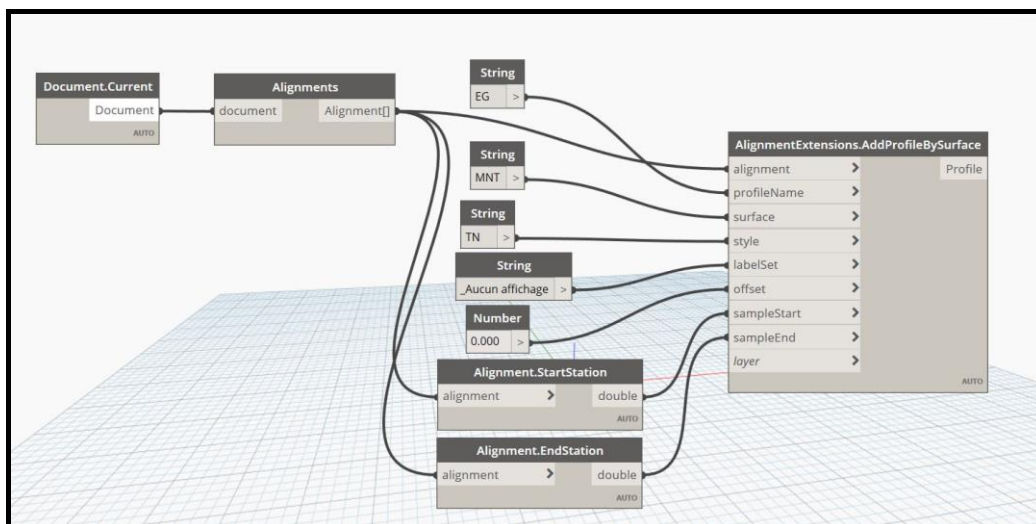 Document.Current
Document
AUTO
Alignments
document Alignment[]
String
EG >
String
MNT >
String
TN >
String
_Aucun affichage >
Number
0.000 >
Alignment.StartStation
alignment > double
AUTO
Alignment.EndStation
alignment > double
AUTO
AlignmentExtensions.AddProfileBySurface
alignment > Profile
profileName >
surface >
style >
labelSet >
offset >
sampleStart >
sampleEnd >
layer >
AUTO